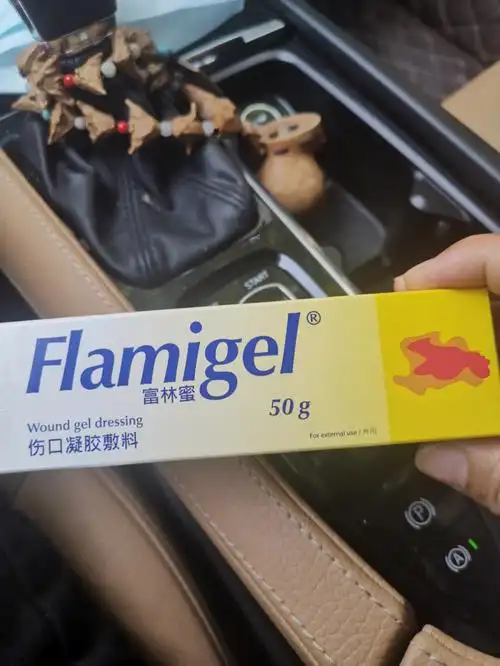 START
Flamigel®
富林蜜
50 g
Wound gel dressing
伤口凝胶敷料
For external use / 外用
P
A